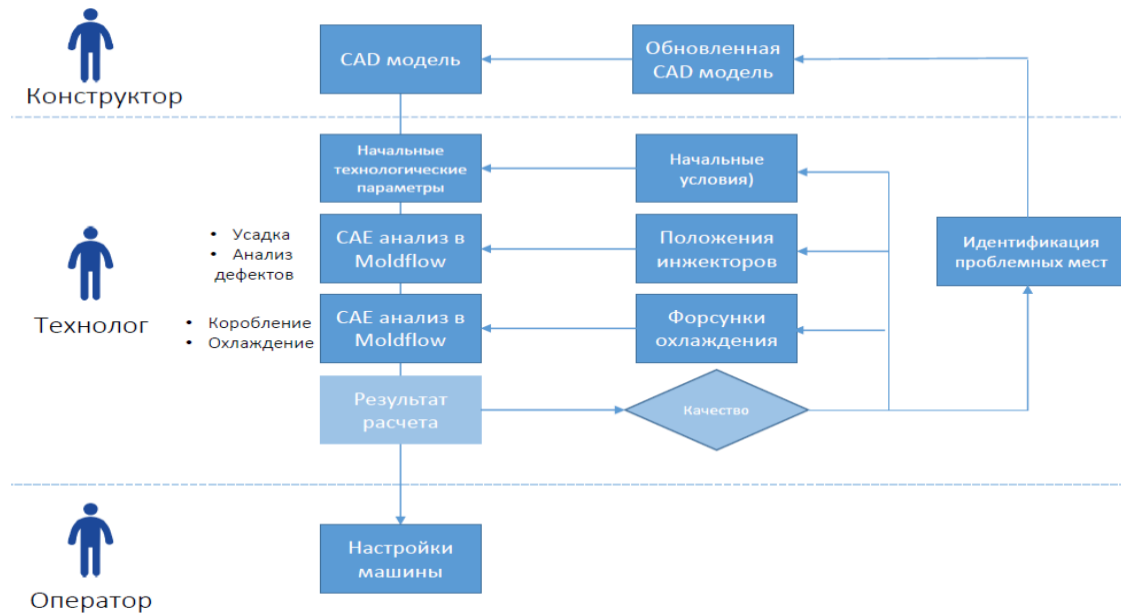 Конструктор
CAD модель
Обновленная
CAD модель
Начальные
технологические
параметры
Начальные
условия)
Технолог
• Усадка
• Анализ
дефектов
CAE анализ в
Moldflow
Положения
инжекторов
Идентификация
проблемных мест
• Коробление
• Охлаждение
CAE анализ в
Moldflow
Форсунки
охлаждения
Результат
расчета
Качество
Оператор
Настройки
машины